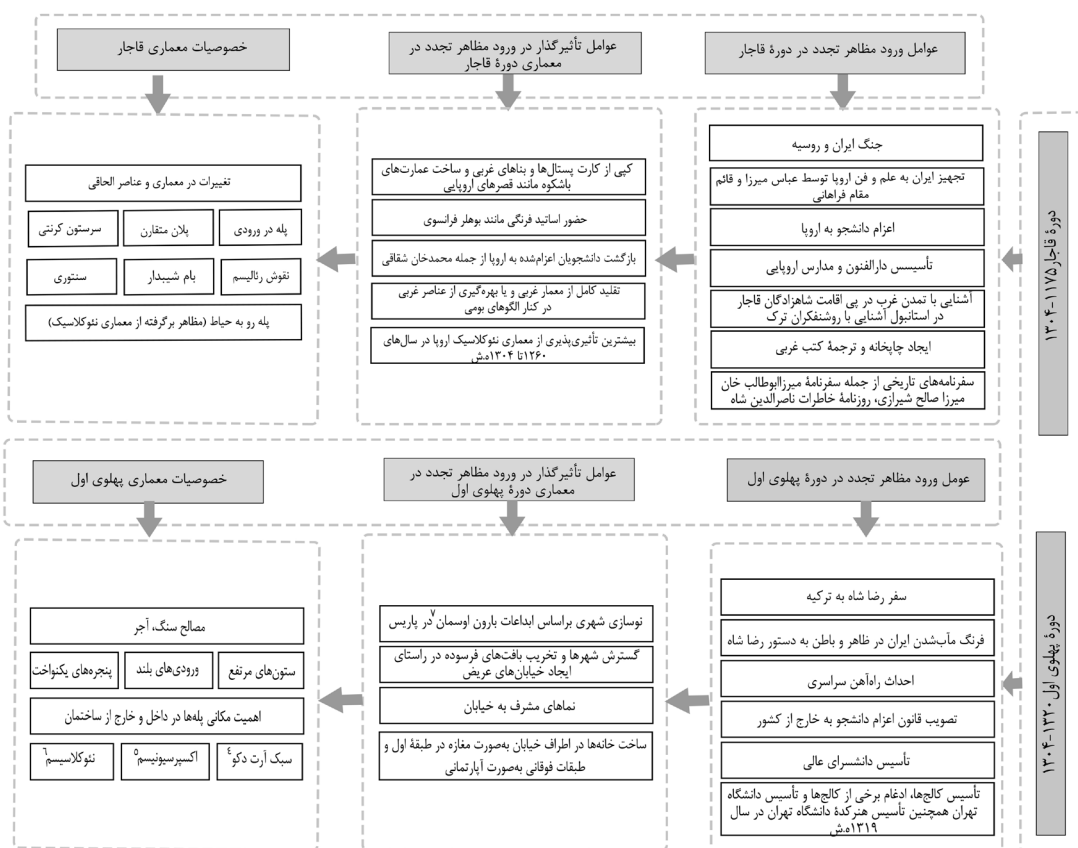 عوامل ورود مظاهر تجدد در دورهٔ قاجار
عوامل تأثیرگذار در ورود مظاهر تجدد در
معماری دورهٔ قاجار
خصوصیات معماری قاجار
دورهٔ قاجار۱۱۷۵-۱۳۰۴
جنگ ایران و روسیه
تجهیز ایران به علم و فن اروپا توسط عباس میرزا و قائم
مقام فراهانی
اعزام دانشجو به اروپا
تأسیسس دارالفنون و مدارس اروپایی
آشنایی با تمدن غرب در پی اقامت شاهزادگان قاجار
در استانبول آشنایی با روشنفکران ترک
ایجاد چاپخانه و ترجمهٔ کتب غربی
سفرنامه‌های تاریخی از جمله سفرنامهٔ میرزاابوطالب خان
میرزا صالح شیرازی، روزنامهٔ خاطرات ناصرالدین شاه
کپی از کارت پستال‌ها و بناهای غربی و ساخت عمارت‌های
باشکوه مانند قصرهای اروپایی
حضور اساتید فرنگی مانند بوهلر فرانسوی
بازگشت دانشجویان اعزام‌شده به اروپا از جمله محمدخان شقاقی
تقلید کامل از معمار غربی و یا بهره‌گیری از عناصر غربی
در کنار الگوهای بومی
بیشترین تأثیری‌پذیری از معماری نئوکلاسیک اروپا در سال‌های
۱۲۶۰تا ۱۳۰۴ه.ش
تغییرات در معماری و عناصر الحاقی
پله در ورودی
پلان متقارن
سرستون کرنتی
نقوش رئالیسم
بام شیبدار
سنتوری
پله رو به حیاط (مظاهر برگرفته از معماری نئوکلاسیک)
عومل ورود مظاهر تجدد در دورهٔ پهلوی اول
عوامل تأثیرگذار در ورود مظاهر تجدد در
معماری دورهٔ پهلوی اول
خصوصیات معماری پهلوی اول
دورهٔ پهلوی اول۱۳۲۰-۱۳۰۴
سفر رضا شاه به ترکیه
فرنگ مآب‌شدن ایران در ظاهر و باطن به دستور رضا شاه
احداث راه‌آهن سراسری
تصویب قانون اعزام دانشجو به خارج از کشور
تأسیس دانشسرای عالی
تأسیس کالج‌ها، ادغام برخی از کالج‌ها و تأسیس دانشگاه
تهران همچنین تأسیس هنرکدهٔ دانشگاه تهران در سال
۱۳۱۹ه.ش
نوسازی شهری براساس ابداعات بارون اوسمان۷در پاریس
گسترش شهرها و تخریب بافت‌های فرسوده در راستای
ایجاد خیابان‌های عریض
نماهای مشرف به خیابان
ساخت خانه‌ها در اطراف خیابان به‌صورت مغازه در طبقهٔ اول و
طبقات فوقانی به‌صورت آپارتمانی
مصالح سنگ، آجر
ستون‌های مرتفع
ورودی‌های بلند
پنجره‌های یکنواخت
اهمیت مکانی پله‌ها در داخل و خارج از ساختمان
سبک آرت دکو۴
اکسپرسیونیسم۵
نئوکلاسیسم۶